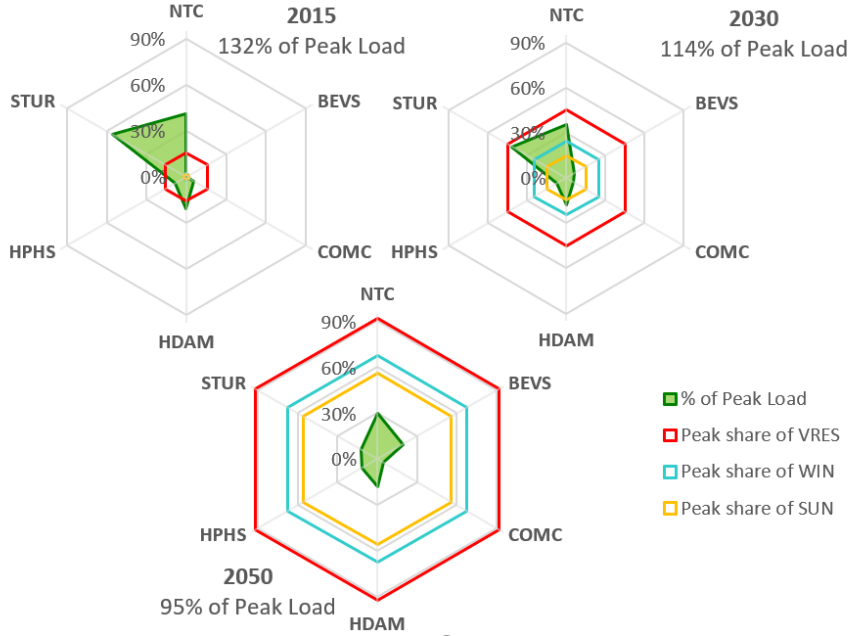 NTC
2015
132% of Peak Load
90%
60%
30%
0%
STUR
BEVS
HPHS
COMC
HDAM
NTC
2030
114% of Peak Load
90%
60%
30%
0%
STUR
BEVS
HPHS
COMC
HDAM
NTC
90%
60%
30%
0%
STUR
BEVS
HPHS
COMC
2050
95% of Peak Load
HDAM
% of Peak Load
Peak share of VRES
Peak share of WIN
Peak share of SUN